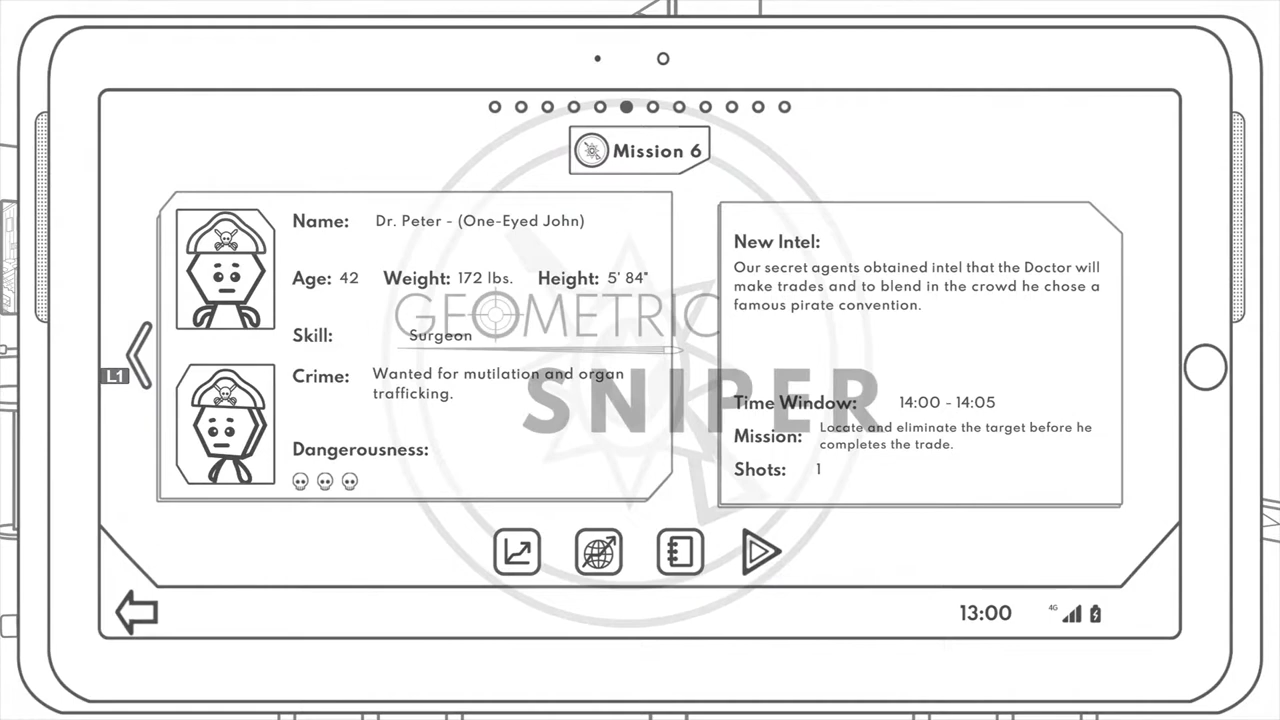 Mission 6
Name: Dr. Peter - (One-Eyed John)
Age: 42 Weight: 172 lbs. Height: 5' 84"
Skill: Surgeon
Crime: Wanted for mutilation and organ
trafficking.
Dangerousness:
New Intel:
Our secret agents obtained intel that the Doctor will
make trades and to blend in the crowd he chose a
famous pirate convention.
Time Window: 14:00 - 14:05
Mission: Locate and eliminate the target before he
completes the trade.
Shots: 1
GEOMETRIC
SNIPER
L1
13:00
4G